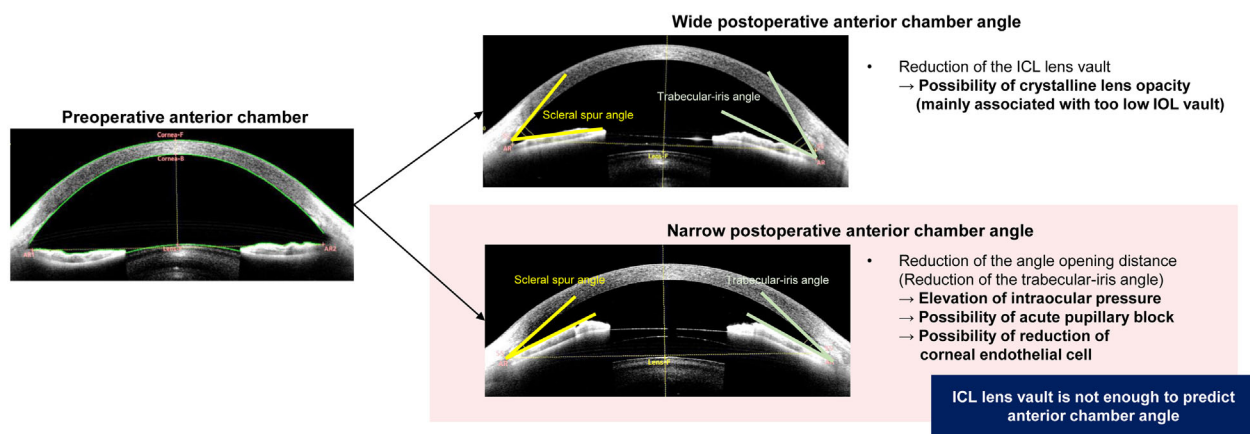 Preoperative anterior chamber
Cornea-F
Cornea-B
AR1
AR2
Wide postoperative anterior chamber angle
Trabecular-iris angle
Scleral spur angle
AR
Lens-F
AR
• Reduction of the ICL lens vault
→ Possibility of crystalline lens opacity
(mainly associated with too low IOL vault)
Narrow postoperative anterior chamber angle
Scleral spur angle
Trabecular-iris angle
Lens-F
• Reduction of the angle opening distance
(Reduction of the trabecular-iris angle)
→ Elevation of intraocular pressure
→ Possibility of acute pupillary block
→ Possibility of reduction of
corneal endothelial cell
ICL lens vault is not enough to predict
anterior chamber angle